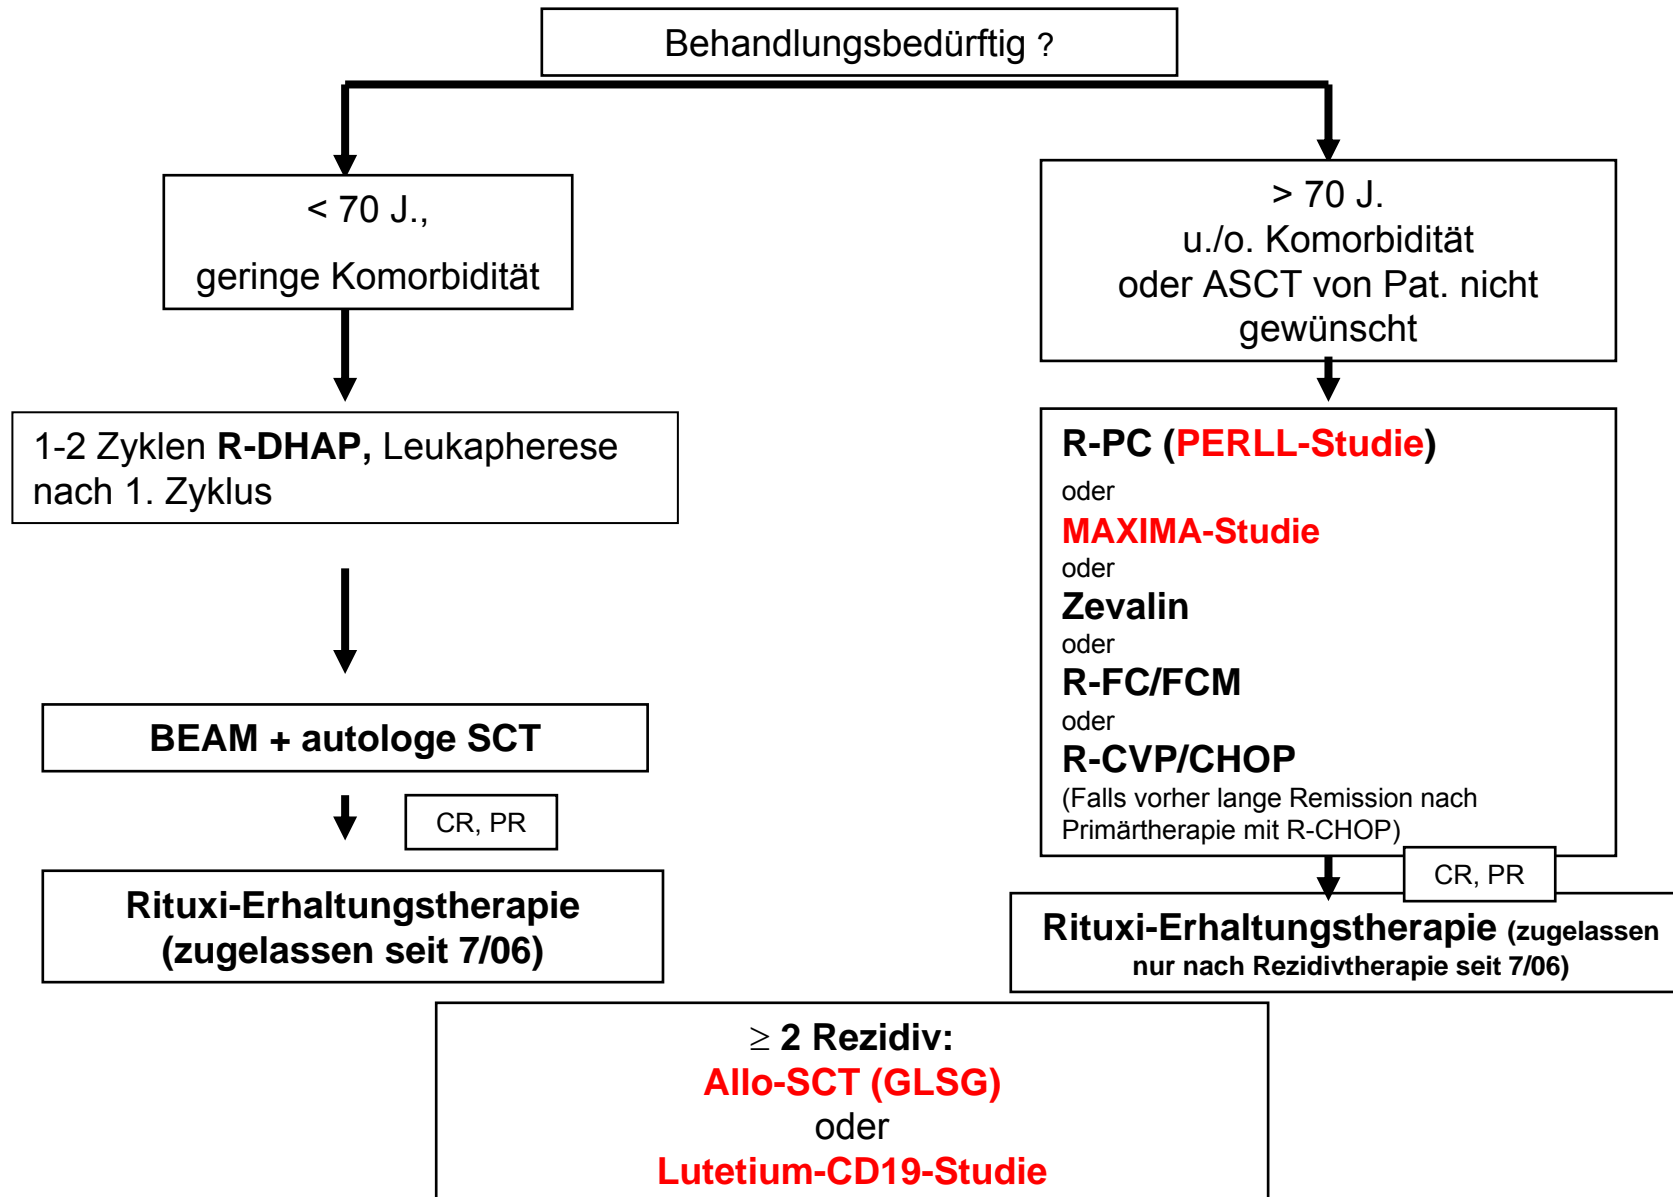 Behandlungsbedürftig ?
< 70 J.,
geringe Komorbidität
> 70 J.
u./o. Komorbidität
oder ASCT von Pat. nicht
gewünscht
1-2 Zyklen R-DHAP, Leukapherese
nach 1. Zyklus
R-PC (PERLL-Studie)
oder
MAXIMA-Studie
oder
Zevalin
oder
R-FC/FCM
oder
R-CVP/CHOP
(Falls vorher lange Remission nach
Primärtherapie mit R-CHOP)
BEAM + autologe SCT
CR, PR
CR, PR
Rituxi-Erhaltungstherapie
(zugelassen seit 7/06)
Rituxi-Erhaltungstherapie (zugelassen
nur nach Rezidivtherapie seit 7/06)
≥ 2 Rezidiv:
Allo-SCT (GLSG)
oder
Lutetium-CD19-Studie